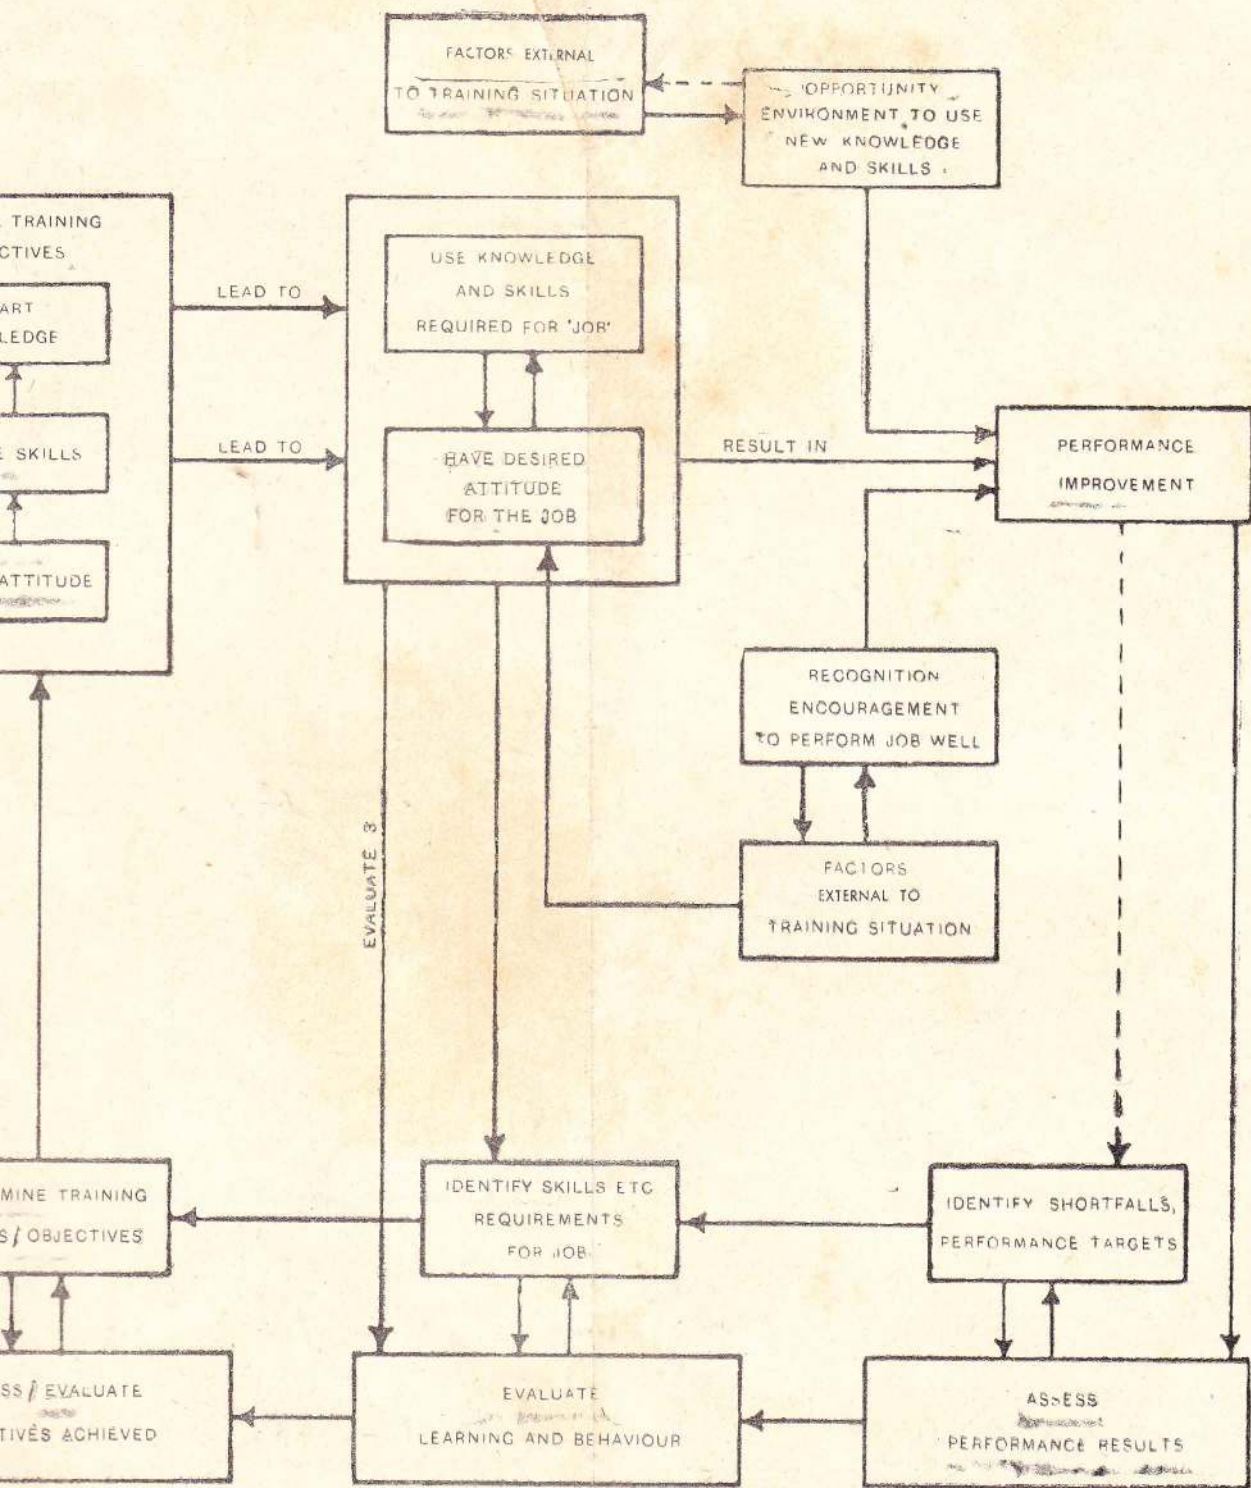 FACTORS EXTERNAL
TO TRAINING SITUATION
OPPORTUNITY
ENVIRONMENT TO USE
NEW KNOWLEDGE
AND SKILLS
TRAINING
CTIVES
ART
LEDGE
SKILLS
ATTITUDE
LEAD TO
LEAD TO
USE KNOWLEDGE
AND SKILLS
REQUIRED FOR 'JOB'
HAVE DESIRED
ATTITUDE
FOR THE JOB
RESULT IN
PERFORMANCE
IMPROVEMENT
RECOGNITION
ENCOURAGEMENT
TO PERFORM JOB WELL
FACTORS
EXTERNAL TO
TRAINING SITUATION
EVALUATE 3
MINE TRAINING
S/OBJECTIVES
IDENTIFY SKILLS ETC
REQUIREMENTS
FOR JOB
IDENTIFY SHORTFALLS,
PERFORMANCE TARGETS
SS/EVALUATE
TIVES ACHIEVED
EVALUATE
LEARNING AND BEHAVIOUR
ASSESS
PERFORMANCE RESULTS